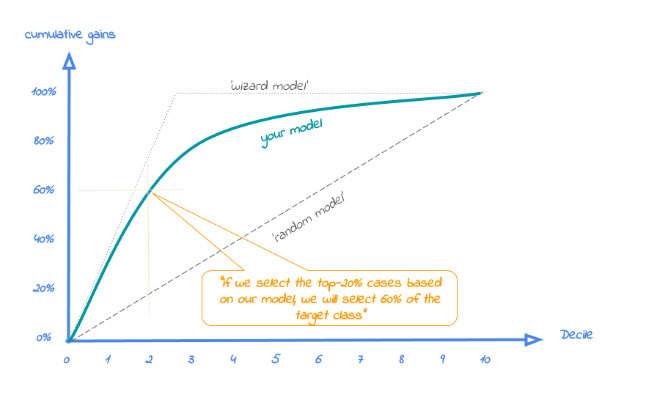 cumulative gains
100%
80%
60%
40%
20%
0%
'wizard model'
your model
'random model'
"If we select the top-20% cases based
on our model, we will select 60% of the
target class"
0 1 2 3 4 5 6 7 8 9 10
Decile